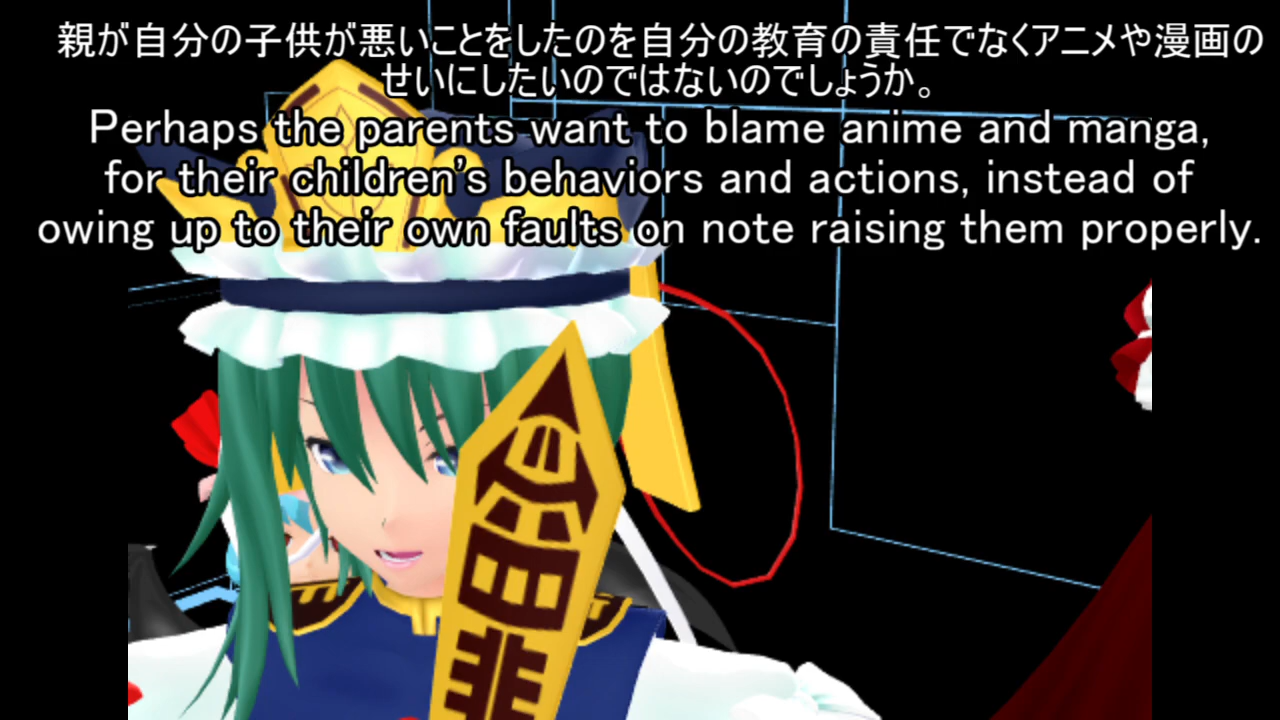 親が自分の子供が悪いことをしたのを自分の教育の責任でなくアニメや漫画の
せいにしたいのではないのでしょうか。
Perhaps the parents want to blame anime and manga,
for their children's behaviors and actions, instead of
owing up to their own faults on note raising them properly.